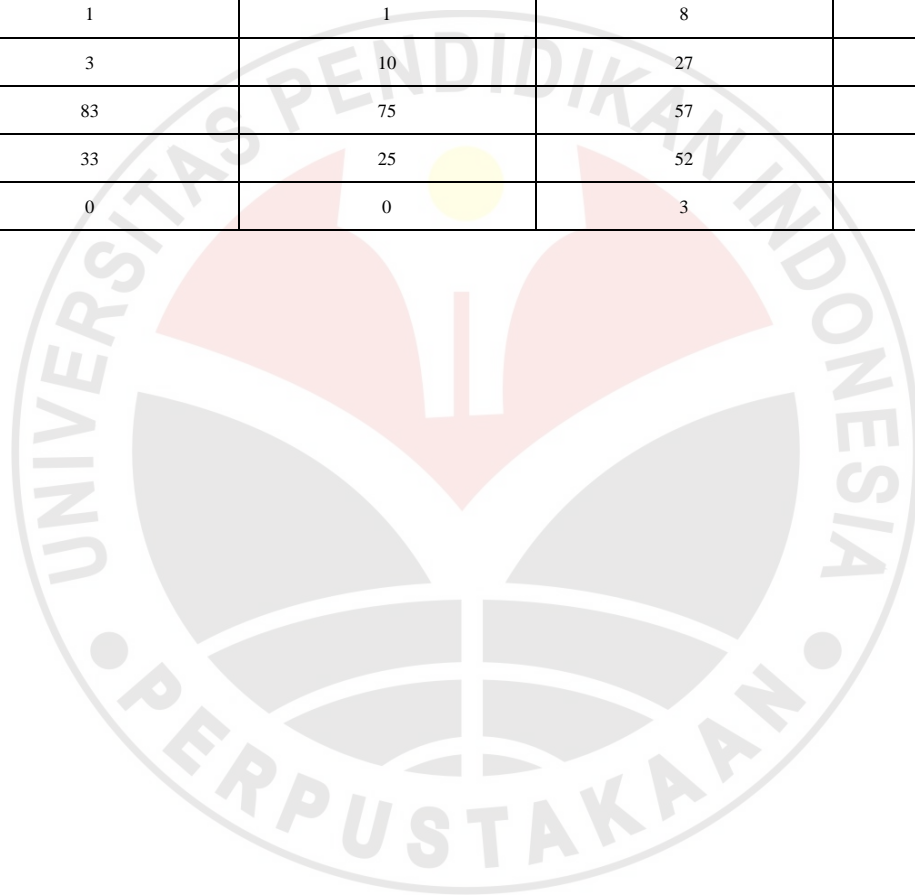 1 1 8
3 10 27
83 75 57
33 25 52
0 0 3
UNIVERSITAS PENDIDIKAN INDONESIA
PERPUSTAKAAN